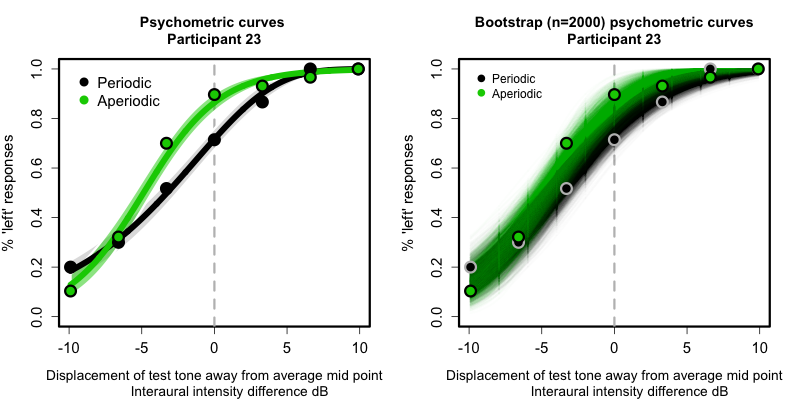 Psychometric curves
Participant 23
% 'left' responses
1.0
0.8
0.6
0.4
0.2
0.0
Periodic
Aperiodic
-10
-5
0
5
10
Displacement of test tone away from average mid point
Interaural intensity difference dB
Bootstrap (n=2000) psychometric curves
Participant 23
% 'left' responses
1.0
0.8
0.6
0.4
0.2
0.0
Periodic
Aperiodic
-10
-5
0
5
10
Displacement of test tone away from average mid point
Interaural intensity difference dB